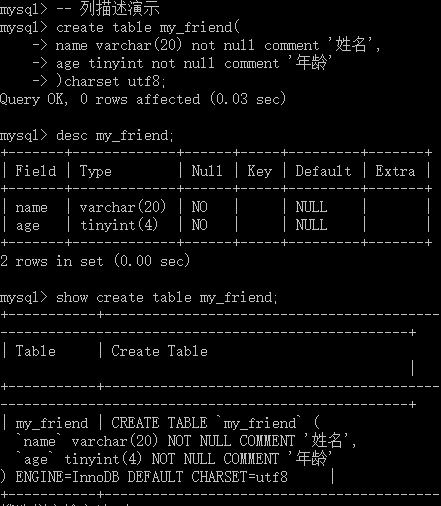 mysql> -- 列描述演示
mysql> create table my_friend(
    -> name varchar(20) not null comment '姓名',
    -> age tinyint not null comment '年龄'
    -> )charset utf8;
Query OK, 0 rows affected (0.03 sec)
mysql> desc my_friend;
+-------+-------------+------+-----+---------+-------+
| Field | Type        | Null | Key | Default | Extra |
+-------+-------------+------+-----+---------+-------+
| name  | varchar(20) | NO   |     | NULL    |       |
| age   | tinyint(4)  | NO   |     | NULL    |       |
+-------+-------------+------+-----+---------+-------+
2 rows in set (0.00 sec)
mysql> show create table my_friend;
| Table     | Create Table
|
| my_friend | CREATE TABLE `my_friend` (
  `name` varchar(20) NOT NULL COMMENT '姓名',
  `age` tinyint(4) NOT NULL COMMENT '年龄'
) ENGINE=InnoDB DEFAULT CHARSET=utf8     |